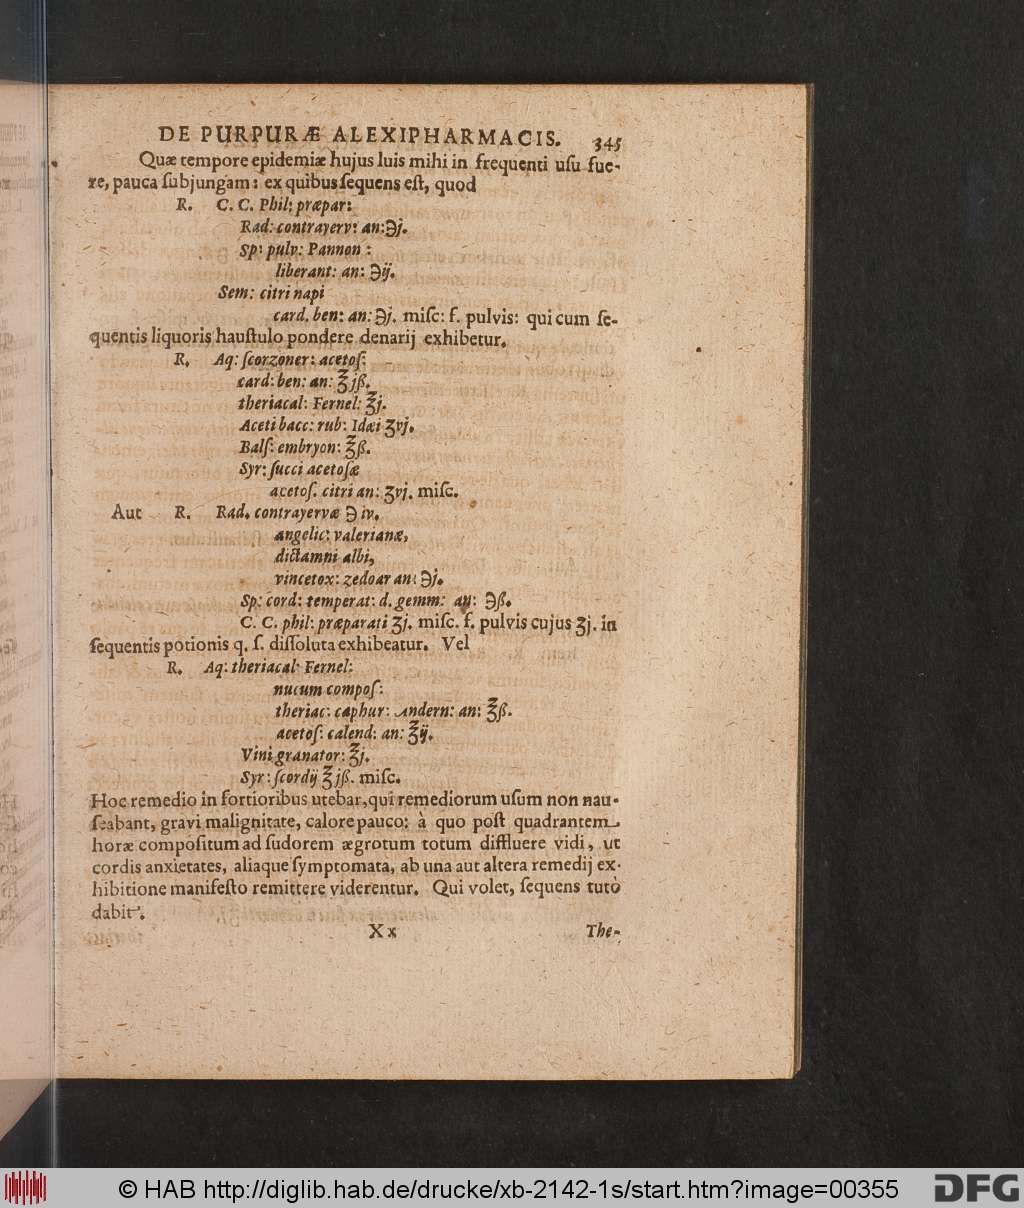 DE PURPURÆ ALEXIPHARMACIS. 345
Quæ tempore epidemiæ hujus luis mihi in frequenti uſu fue-
re, pauca ſubjungam: ex quibus ſequens eſt, quod
R. C. C. Phil: præpar:
Rad: contrayerv: an: ℈j.
Sp: pulv: Pannon:
liberant: an: ℈ij.
Sem: citri napi
card. ben: an: ℈j. miſc: f. pulvis: qui cum ſe-
quentis liquoris hauſtulo pondere denarij exhibetur.
R. Aq: ſcorzoner: acetoſ:
card: ben: an: ℥jß.
theriacal: Fernel: ℥j.
Aceti bacc: rub: Idæi ʒvj.
Balſ: embryon: ℥ß.
Syr: ſucci acetoſæ
acetoſ. citri an: ʒvj. miſc.
Aut R. Rad. contrayervæ ℈iv.
angelic: valerianæ,
dictamni albi,
vincetox: zedoar an: ℈j.
Sp: cord: temperat: d. gemm: an: ℈ß.
C. C. phil: præparati ʒj. miſc. f. pulvis cujus ʒj. in
ſequentis potionis q. ſ. diſſoluta exhibeatur. Vel
R. Aq: theriacal: Fernel:
nucum compoſ:
theriac: caphur: Andern: an: ℥ß.
acetoſ: calend: an: ℥ij.
Vini granator: ℥j.
Syr: ſcordij ℥jß. miſc.
Hoc remedio in fortioribus utebar, qui remediorum uſum non nau-
ſeabant, gravi malignitate, calore pauco: à quo poſt quadrantem
horæ compoſitum ad ſudorem ægrotum totum diffluere vidi, ut
cordis anxietates, aliaque ſymptomata, ab una aut altera remedij ex-
hibitione manifeſto remittere viderentur. Qui volet, ſequens tutò
dabit.
Xx The-
© HAB http://diglib.hab.de/drucke/xb-2142-1s/start.htm?image=00355
DFG